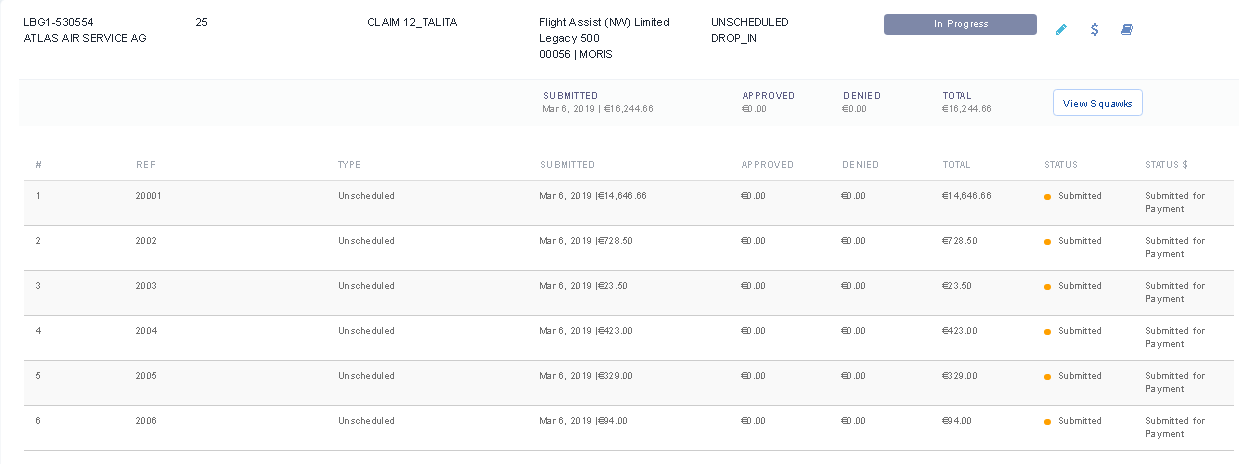 LBG1-530554 25 CLAIM 12_TALITA Flight Assist (NW) Limited UNSCHEDULED In Progress
ATLAS AIR SERVICE AG Legacy 500 DROP_IN
00056 | MORIS
SUBMITTED APPROVED DENIED TOTAL
Mar 6, 2019 | €16,244.66 €0.00 €0.00 €16,244.66 View Squawks
# REF TYPE SUBMITTED APPROVED DENIED TOTAL STATUS STATUS $
1 20001 Unscheduled Mar 6, 2019 |€14,646.66 €0.00 €0.00 €14,646.66 Submitted Submitted for
Payment
2 2002 Unscheduled Mar 6, 2019 |€728.50 €0.00 €0.00 €728.50 Submitted Submitted for
Payment
3 2003 Unscheduled Mar 6, 2019 |€23.50 €0.00 €0.00 €23.50 Submitted Submitted for
Payment
4 2004 Unscheduled Mar 6, 2019 |€423.00 €0.00 €0.00 €423.00 Submitted Submitted for
Payment
5 2005 Unscheduled Mar 6, 2019 |€329.00 €0.00 €0.00 €329.00 Submitted Submitted for
Payment
6 2006 Unscheduled Mar 6, 2019 |€94.00 €0.00 €0.00 €94.00 Submitted Submitted for
Payment